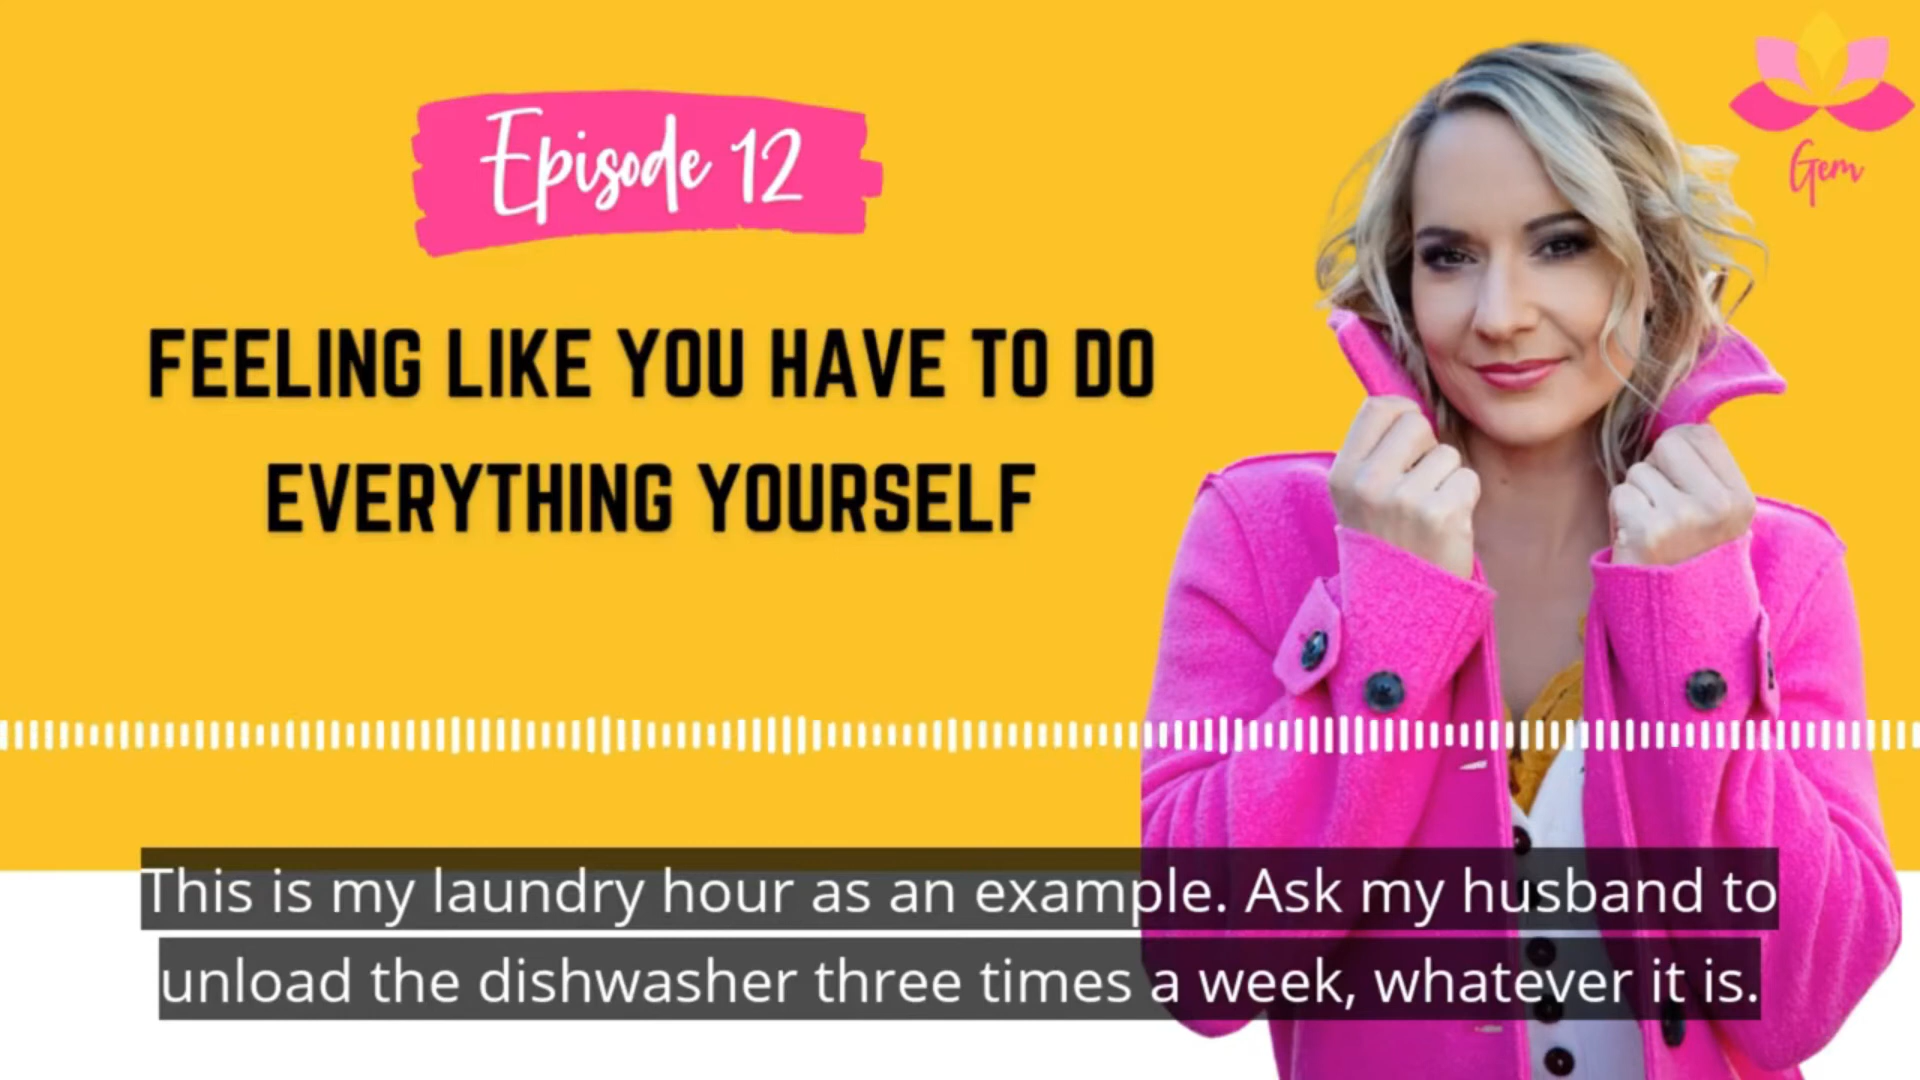 Episode 12
Gem
FEELING LIKE YOU HAVE TO DO
EVERYTHING YOURSELF
This is my laundry hour as an example. Ask my husband to
unload the dishwasher three times a week, whatever it is.